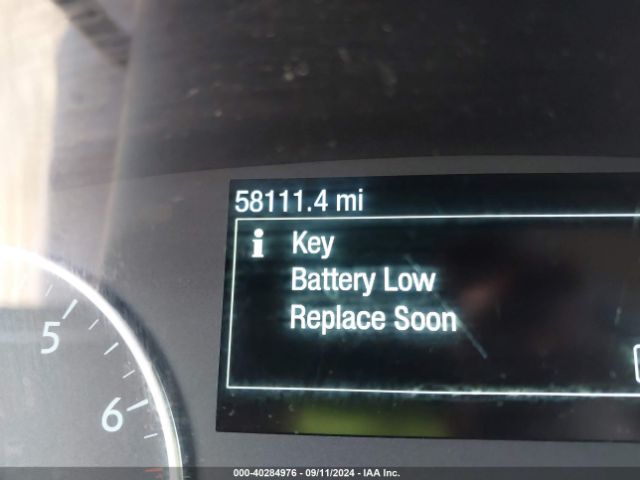 58111.4 mi
i Key
Battery Low
Replace Soon
5
6
000-40284976 - 09/11/2024 - IAA Inc.